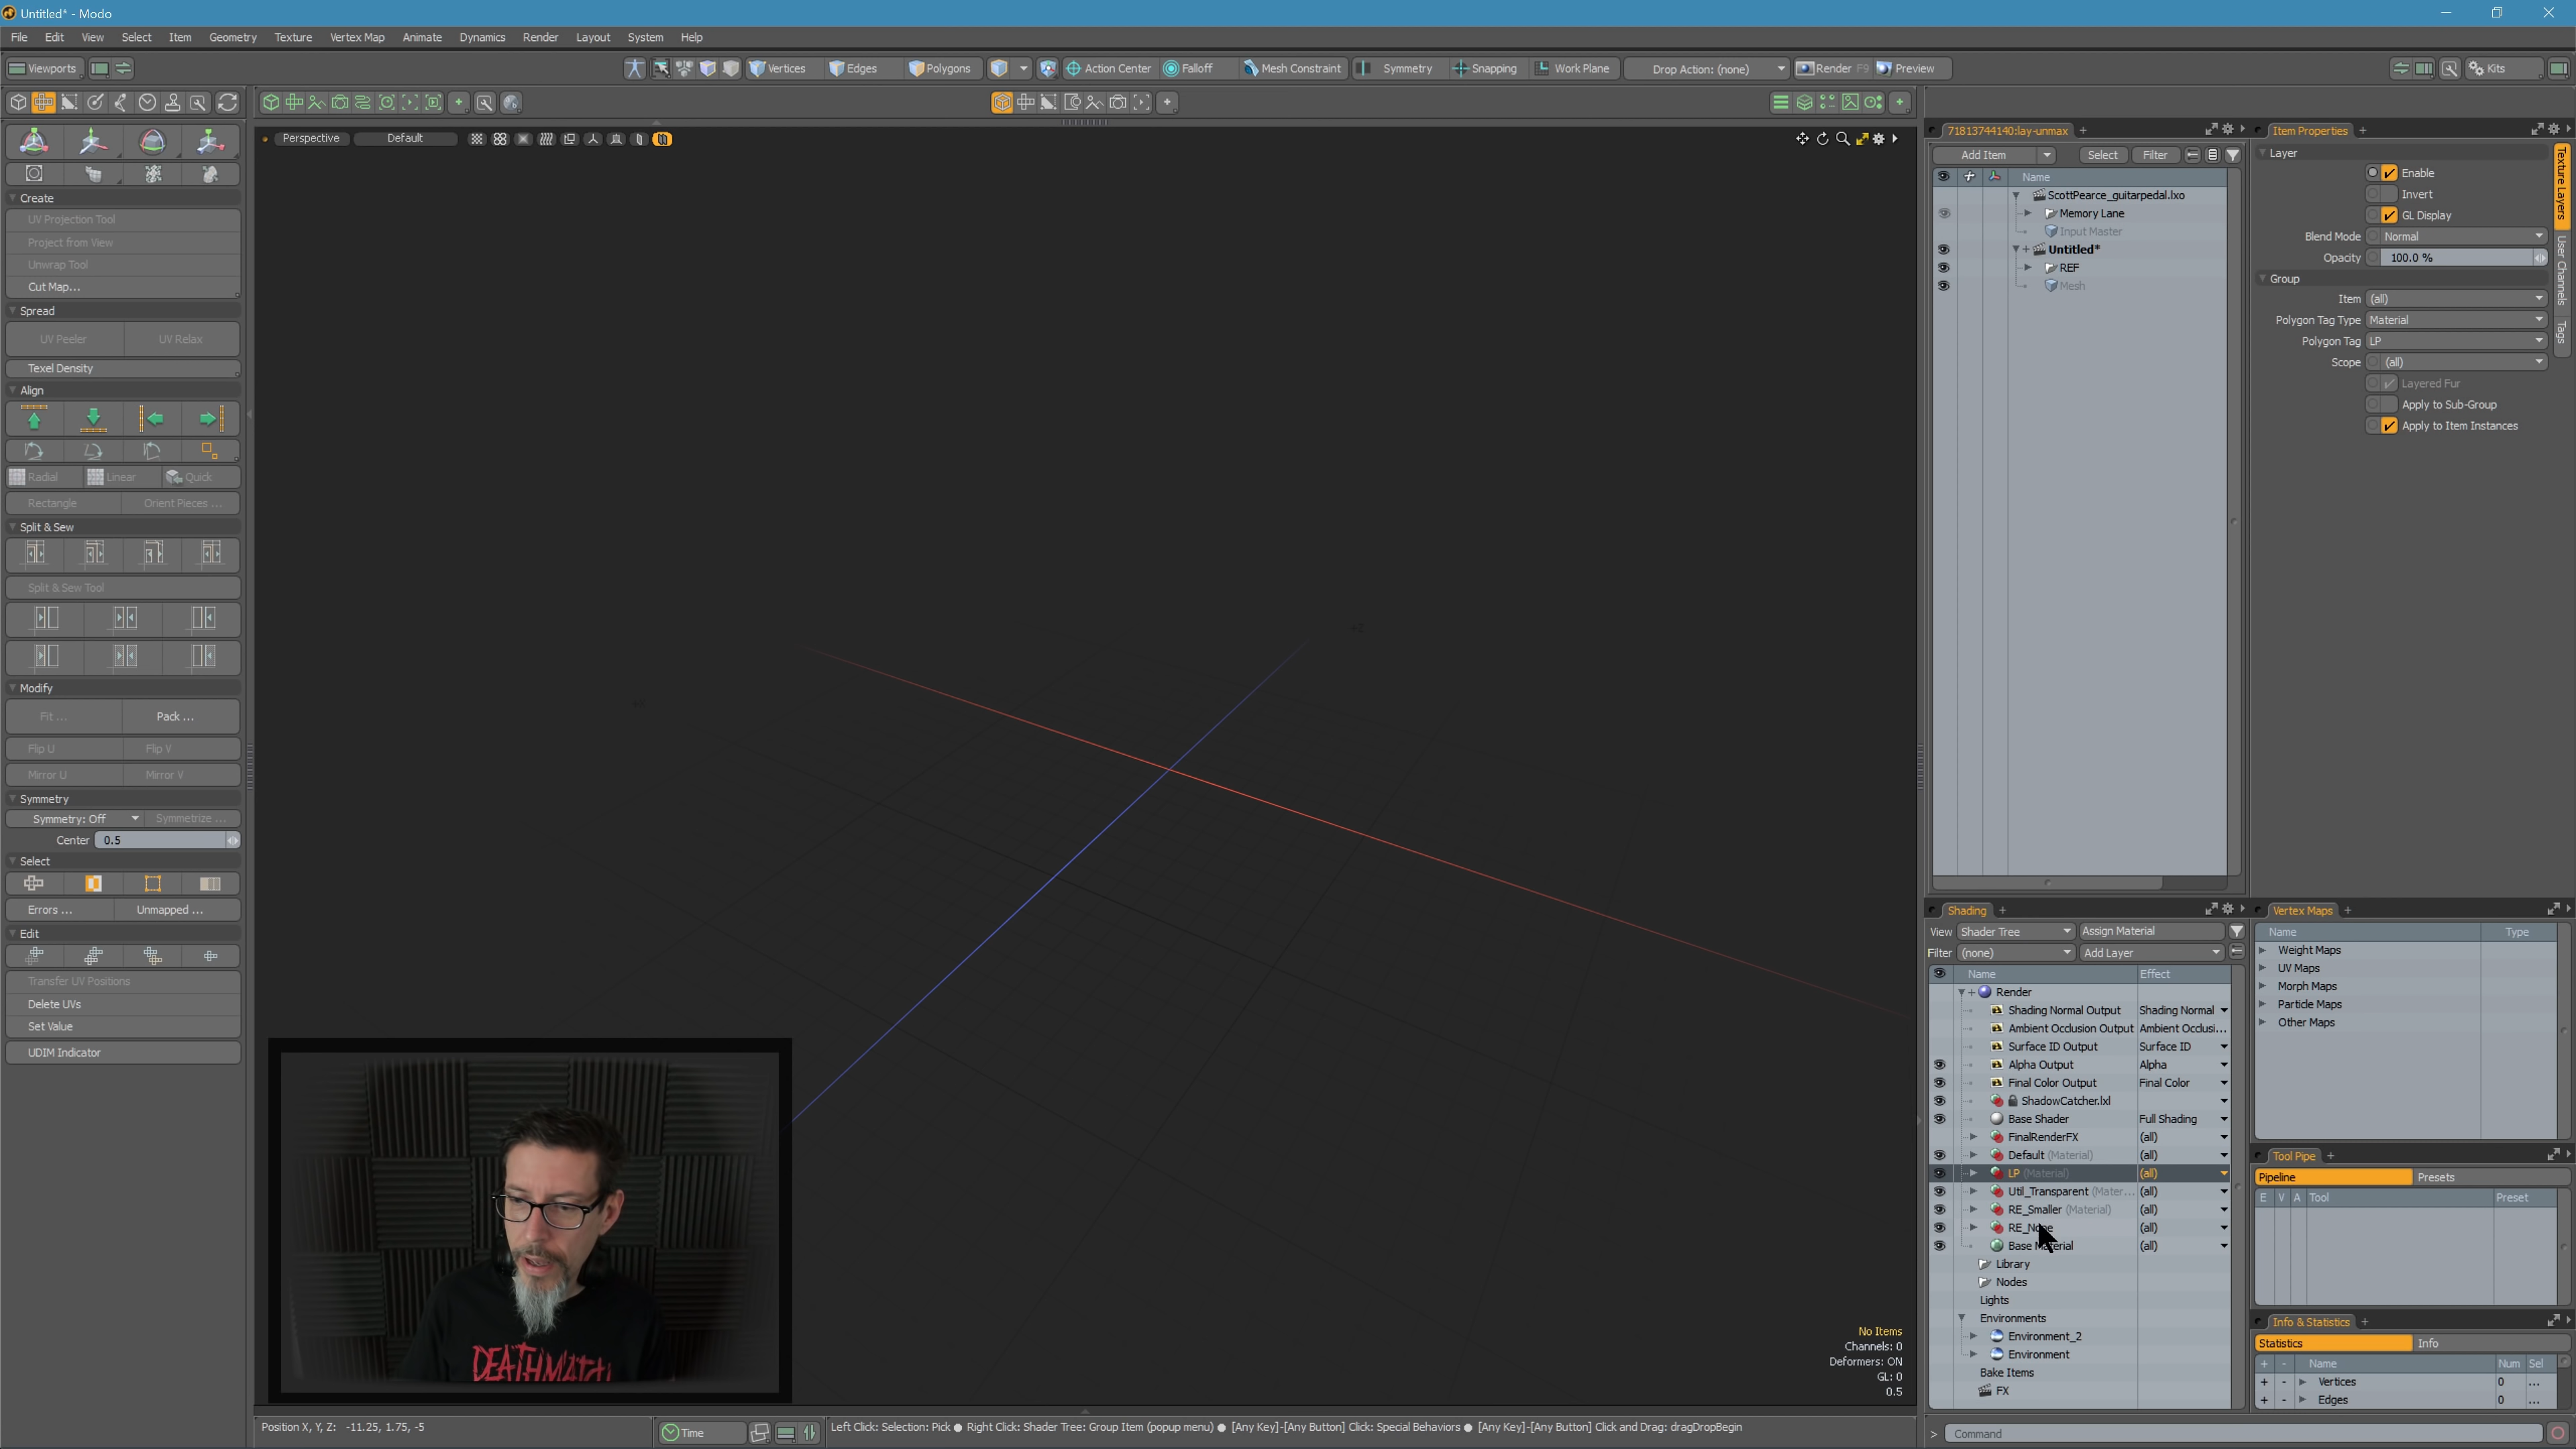 Untitled* - Modo
File Edit View Select Item Geometry Texture Vertex Map Animate Dynamics Render Layout System Help
Viewports Vertices Edges Polygons Action Center Falloff Mesh Constraint Symmetry Snapping Work Plane Drop Action: (none) Render F9 Preview Kits
Perspective Default
Create
UV Projection Tool
Project from View
Unwrap Tool
Cut Map...
Spread
UV Peeler UV Relax
Texel Density
Align
Radial Linear Quick
Rectangle Orient Pieces ...
Split & Sew
Split & Sew Tool
Modify
Fit ... Pack ...
Flip U Flip V
Mirror U Mirror V
Symmetry
Symmetry: Off Symmetrize ...
Center 0.5
Select
Errors ... Unmapped ...
Edit
Transfer UV Positions
Delete UVs
Set Value
UDIM Indicator
DEATHMATH
No Items
Channels: 0
Deformers: ON
GL: 0
0.5
71813744140:lay-unmax +
Add Item Select Filter
Name
ScottPearce_guitarpedal.lxo
Memory Lane
Input Master
Untitled*
REF
Mesh
Item Properties +
Layer
Enable
Invert
GL Display
Blend Mode Normal
Opacity 100.0 %
Group
Item (all)
Polygon Tag Type Material
Polygon Tag LP
Scope (all)
Layered Fur
Apply to Sub-Group
Apply to Item Instances
Texture Layers
User Channels
Tags
Shading +
View Shader Tree Assign Material
Filter (none) Add Layer
Name Effect
Render
Shading Normal Output Shading Normal
Ambient Occlusion Output Ambient Occlusi...
Surface ID Output Surface ID
Alpha Output Alpha
Final Color Output Final Color
ShadowCatcher.lxl
Base Shader Full Shading
FinalRenderFX (all)
Default (Material) (all)
LP (Material) (all)
Util_Transparent (Mater... (all)
RE_Smaller (Material) (all)
(all)
Base Material (all)
Library
Nodes
Lights
Environments
Environment_2
Environment
Bake Items
FX
Vertex Maps +
Name Type
Weight Maps
UV Maps
Morph Maps
Particle Maps
Other Maps
Tool Pipe +
Pipeline Presets
E V A Tool Preset
Info & Statistics +
Statistics Info
+ - Name Num Sel
+ - Vertices 0 ...
+ - Edges 0 ...
Position X, Y, Z: -11.25, 1.75, -5
Time
Left Click: Selection: Pick ● Right Click: Shader Tree: Group Item (popup menu) ● [Any Key]-[Any Button] Click: Special Behaviors ● [Any Key]-[Any Button] Click and Drag: dragDropBegin
> Command